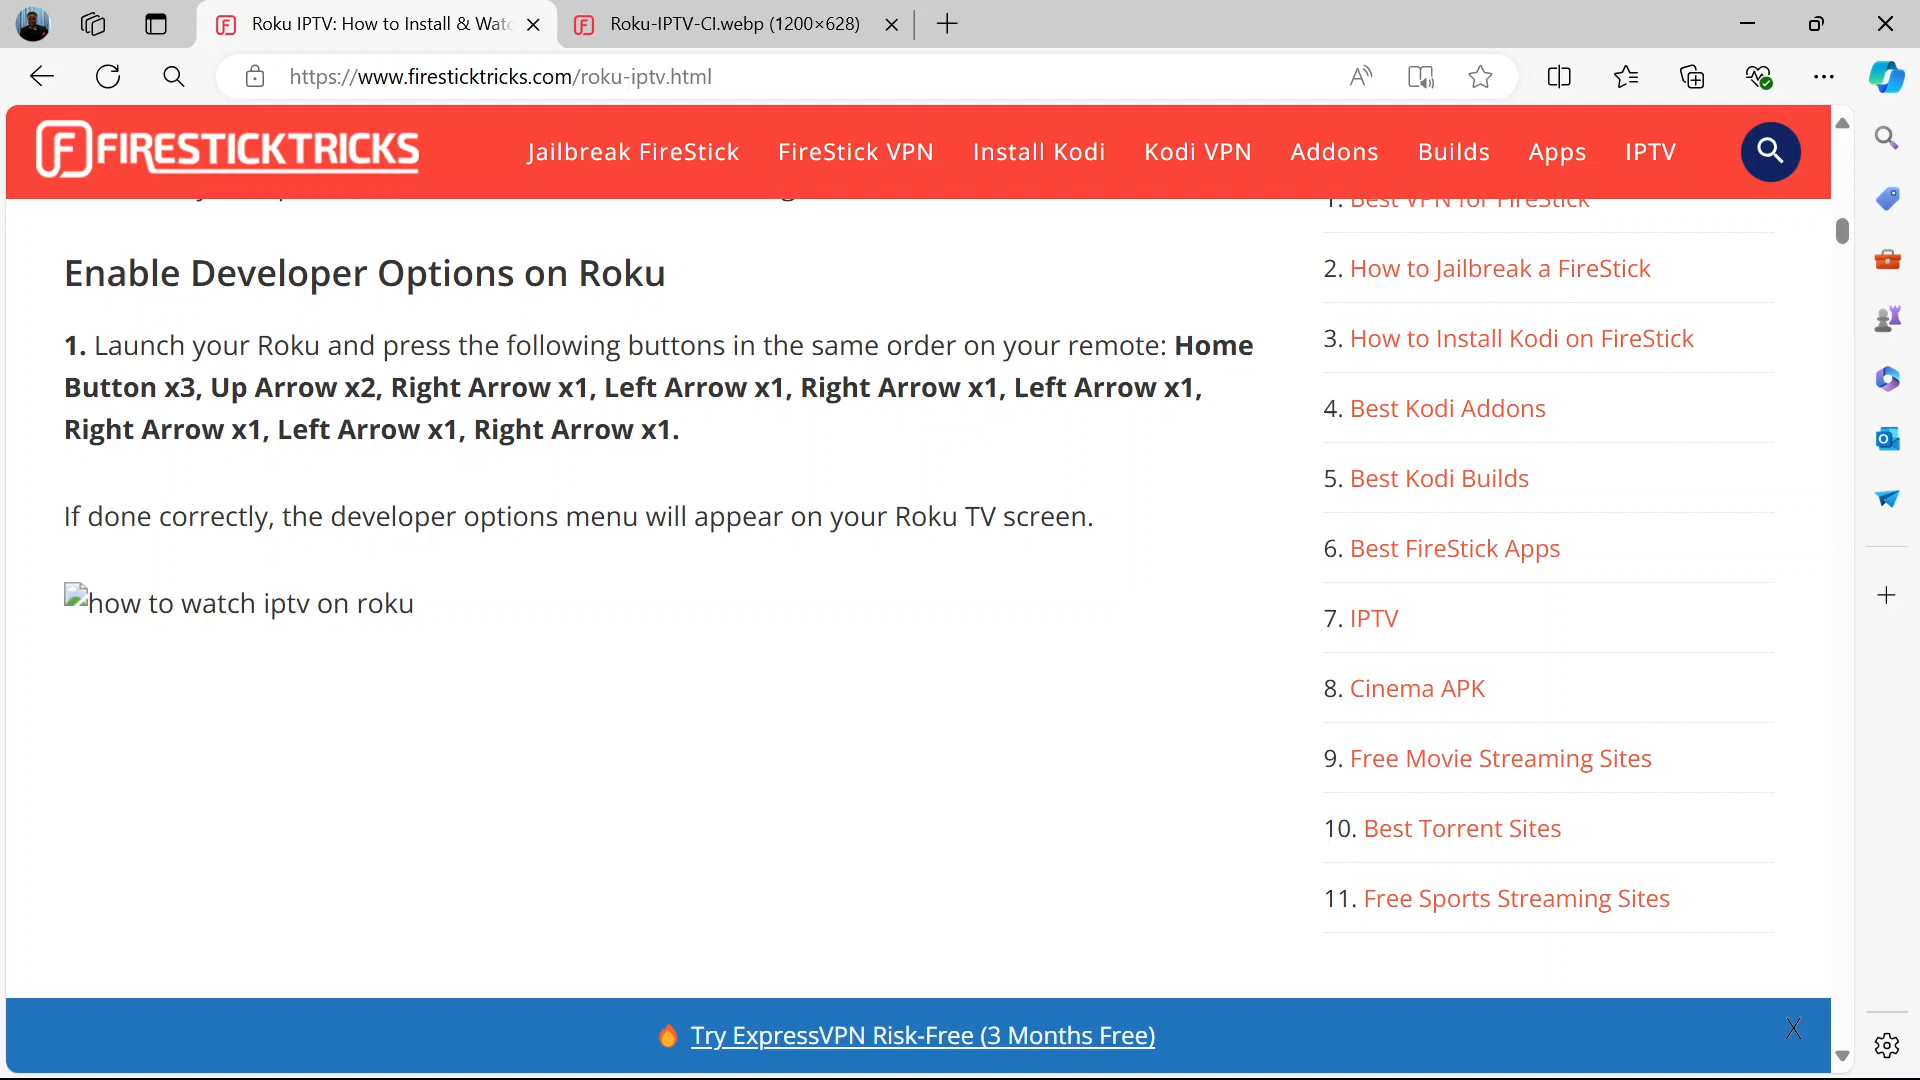 Roku IPTV: How to Install & Watc
Roku-IPTV-CI.webp (1200×628)
https://www.firesticktricks.com/roku-iptv.html
FIRESTICKTRICKS
Jailbreak FireStick
FireStick VPN
Install Kodi
Kodi VPN
Addons
Builds
Apps
IPTV
Enable Developer Options on Roku
1. Launch your Roku and press the following buttons in the same order on your remote: Home
Button x3, Up Arrow x2, Right Arrow x1, Left Arrow x1, Right Arrow x1, Left Arrow x1,
Right Arrow x1, Left Arrow x1, Right Arrow x1.
If done correctly, the developer options menu will appear on your Roku TV screen.
how to watch iptv on roku
1. Best VPN for FireStick
2. How to Jailbreak a FireStick
3. How to Install Kodi on FireStick
4. Best Kodi Addons
5. Best Kodi Builds
6. Best FireStick Apps
7. IPTV
8. Cinema APK
9. Free Movie Streaming Sites
10. Best Torrent Sites
11. Free Sports Streaming Sites
Try ExpressVPN Risk-Free (3 Months Free)
X